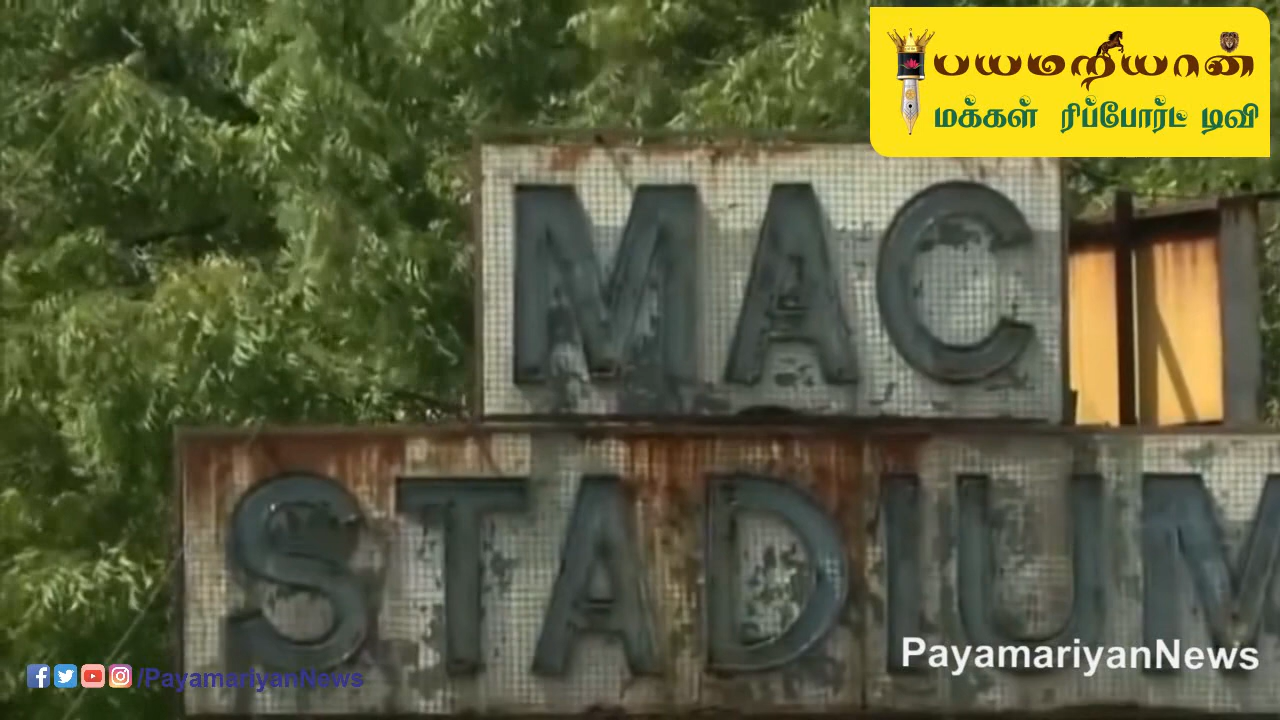 பயமறியான்
மக்கள் ரிப்போர்ட் டிவி
MAC
STADIUM
PayamariyanNews
/PayamariyanNews